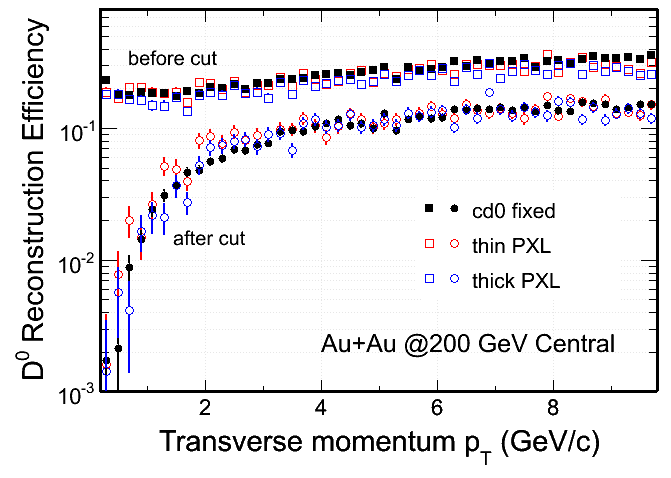 D⁰ Reconstruction Efficiency
before cut
10⁻¹
after cut
cd0 fixed
thin PXL
thick PXL
10⁻²
Au+Au @200 GeV Central
10⁻³
2 4 6 8
Transverse momentum p_T (GeV/c)